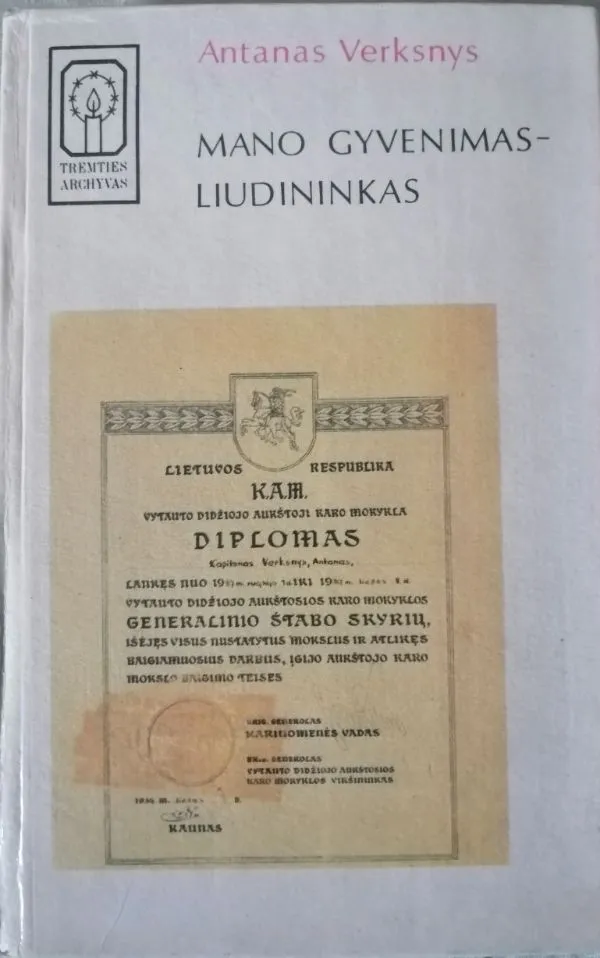 Antanas Verksnys
MANO GYVENIMAS-
LIUDININKAS
TREMTIES
ARCHYVAS
LIETUVOS RESPUBLIKA
K.A.M.
VYTAUTO DIDŽIOJO AUKŠTOJI KARO MOKYKLA
DIPLOMAS
Kapitonas Verksnys, Antanas,
LANKĘS NUO IKI
VYTAUTO DIDŽIOJO AUKŠTOSIOS KARO MOKYKLOS
GENERALINIO ŠTABO SKYRIŲ,
IŠĖJĘS VISUS NUSTATYTUS MOKSLUS IR ATLIKĘS
BAIGIAMUOSIUS DARBUS, ĮGIJO AUKŠTOJO KARO
MOKSLO BAIGIMO TEISES
BRIG. GENEROLAS
KARIUOMENĖS VADAS
GENEROLAS
VYTAUTO DIDŽIOJO AUKŠTOSIOS
KARO MOKYKLOS VIRŠININKAS
KAUNAS